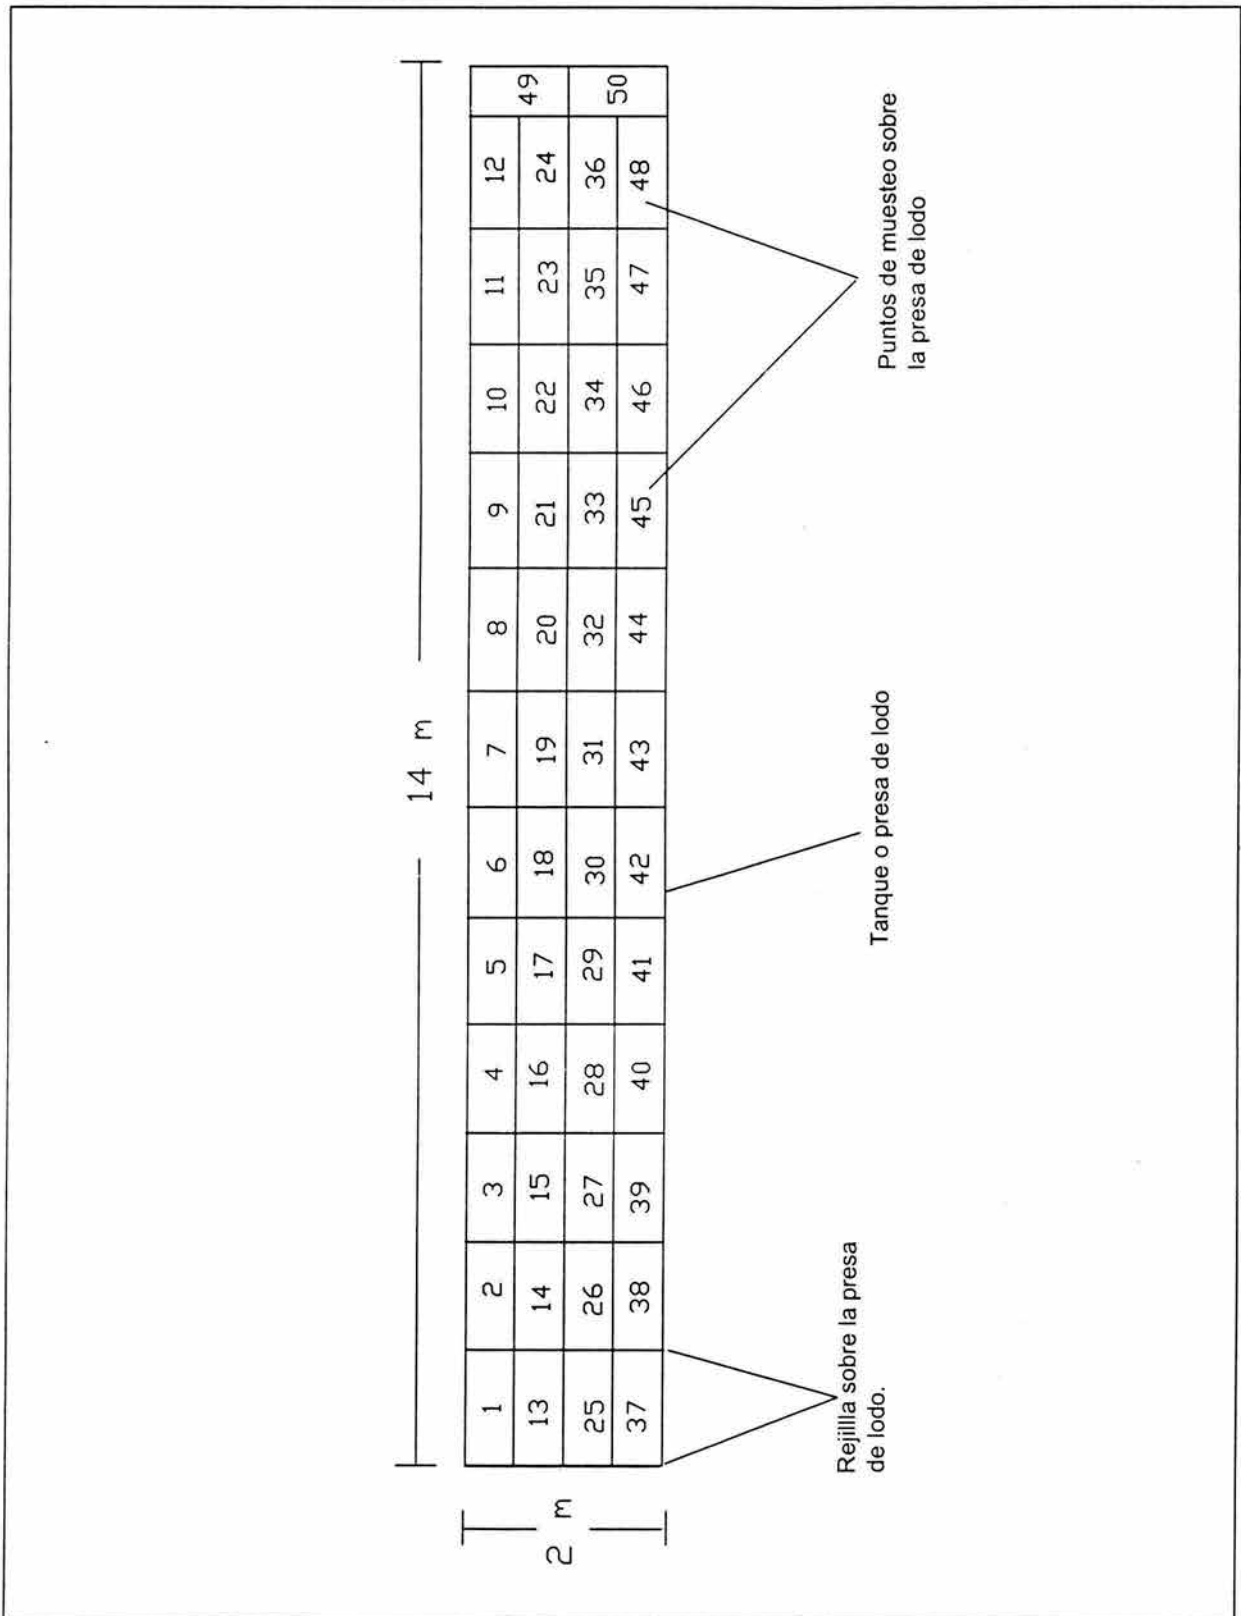 14 m
2 m
1 2 3 4 5 6 7 8 9 10 11 12
13 14 15 16 17 18 19 20 21 22 23 24 49
25 26 27 28 29 30 31 32 33 34 35 36 50
37 38 39 40 41 42 43 44 45 46 47 48
Rejillla sobre la presa
de lodo.
Tanque o presa de lodo
Puntos de muesteo sobre
la presa de lodo